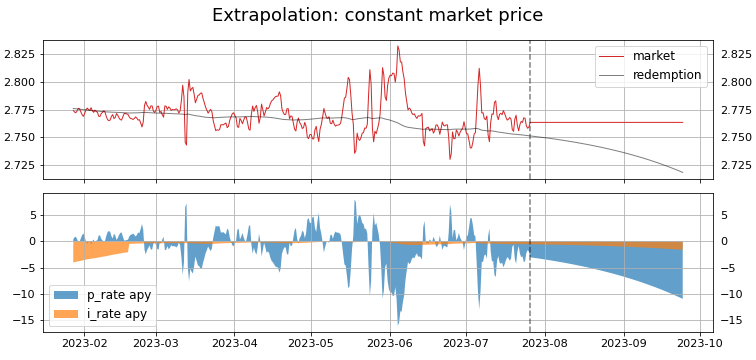 Extrapolation: constant market price
2.825 2.825
2.800 2.800
2.775 2.775
2.750 2.750
2.725 2.725
market
redemption
5 5
0 0
−5 −5
−10 −10
−15 −15
p_rate apy
i_rate apy
2023-02 2023-03 2023-04 2023-05 2023-06 2023-07 2023-08 2023-09 2023-10